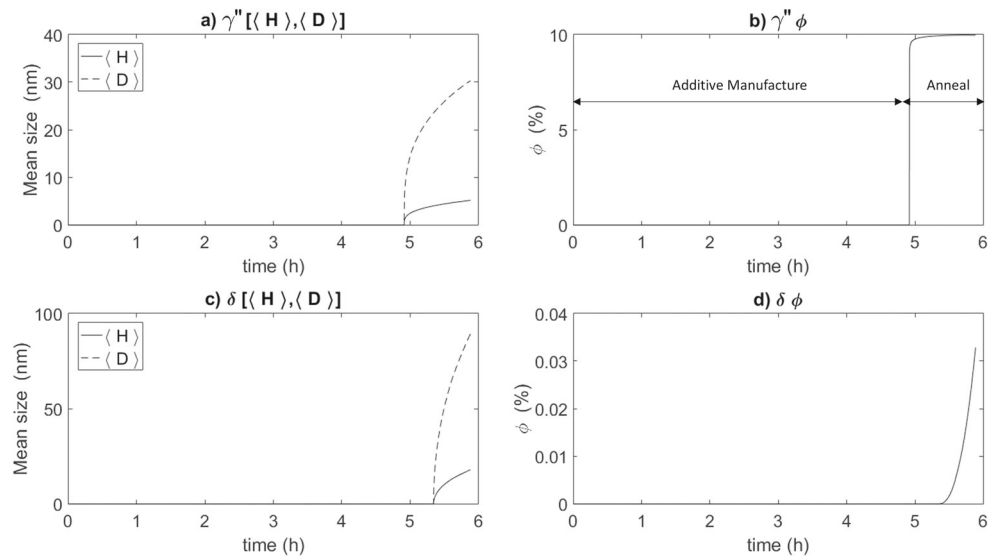 a) γ" [⟨ H ⟩,⟨ D ⟩]
Mean size (nm)
40
30
20
10
0
⟨ H ⟩
⟨ D ⟩
0 1 2 3 4 5 6
time (h)
b) γ" ϕ
ϕ (%)
10
5
0
Additive Manufacture
Anneal
0 1 2 3 4 5 6
time (h)
c) δ [⟨ H ⟩,⟨ D ⟩]
Mean size (nm)
100
50
0
⟨ H ⟩
⟨ D ⟩
0 1 2 3 4 5 6
time (h)
d) δ ϕ
ϕ (%)
0.04
0.03
0.02
0.01
0
0 1 2 3 4 5 6
time (h)